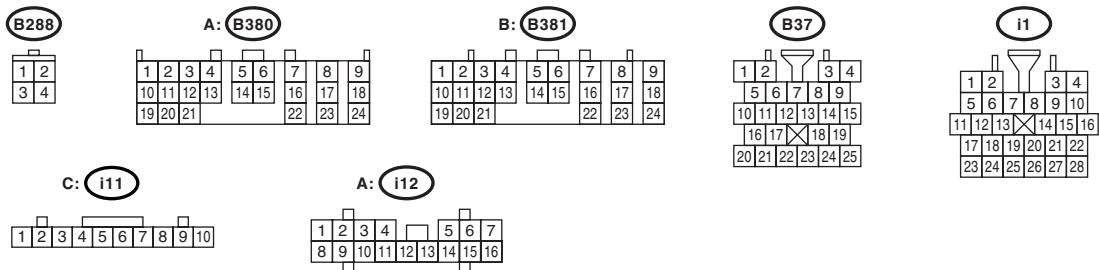 B288
1 2
3 4
A: B380
1 2 3 4 5 6 7 8 9
10 11 12 13 14 15 16 17 18
19 20 21 22 23 24
B: B381
1 2 3 4 5 6 7 8 9
10 11 12 13 14 15 16 17 18
19 20 21 22 23 24
B37
1 2 3 4
5 6 7 8 9
10 11 12 13 14 15
16 17 18 19
20 21 22 23 24 25
i1
1 2 3 4
5 6 7 8 9 10
11 12 13 14 15 16
17 18 19 20 21 22
23 24 25 26 27 28
C: i11
1 2 3 4 5 6 7 8 9 10
A: i12
1 2 3 4 5 6 7
8 9 10 11 12 13 14 15 16